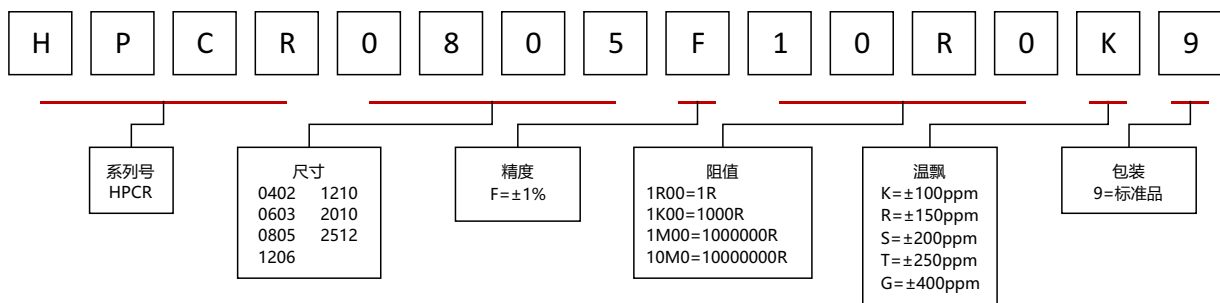 H P C R 0 8 0 5 F 1 0 R 0 K 9
系列号
HPCR
尺寸
0402 1210
0603 2010
0805 2512
1206
精度
F=±1%
阻值
1R00=1R
1K00=1000R
1M00=1000000R
10M0=10000000R
温飘
K=±100ppm
R=±150ppm
S=±200ppm
T=±250ppm
G=±400ppm
包装
9=标准品